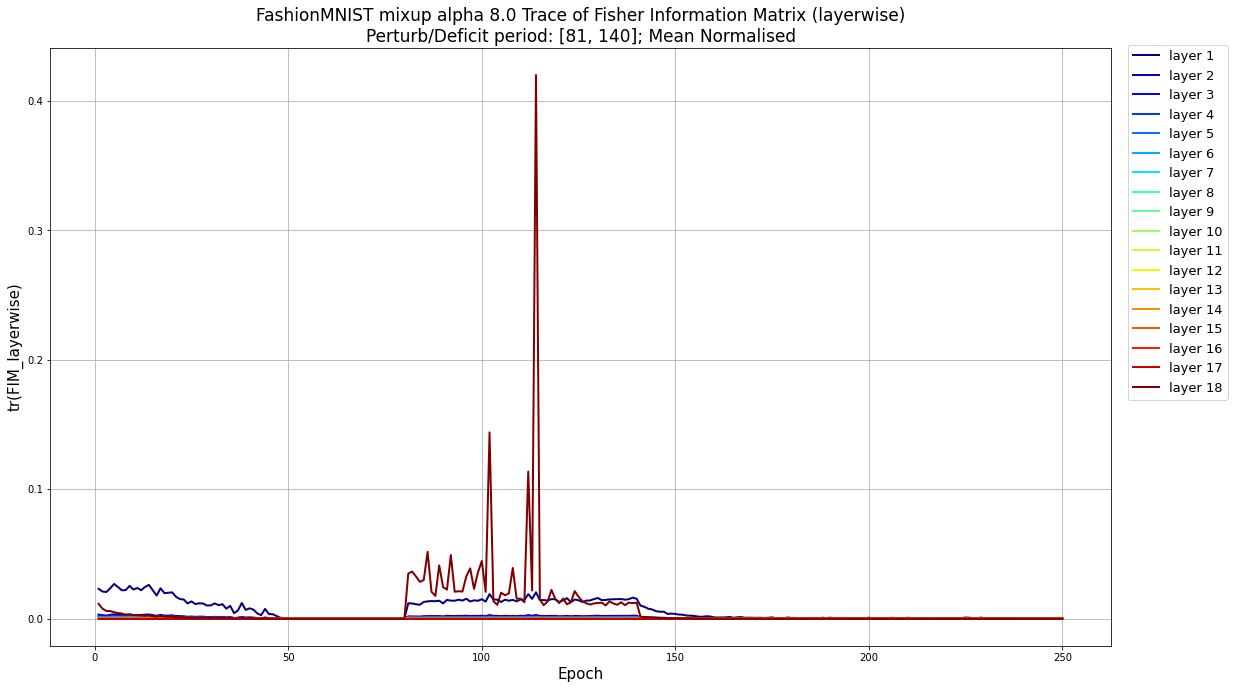 FashionMNIST mixup alpha 8.0 Trace of Fisher Information Matrix (layerwise)
Perturb/Deficit period: [81, 140]; Mean Normalised
tr(FIM_layerwise)
0.4
0.3
0.2
0.1
0.0
0
50
100
150
200
250
Epoch
layer 1
layer 2
layer 3
layer 4
layer 5
layer 6
layer 7
layer 8
layer 9
layer 10
layer 11
layer 12
layer 13
layer 14
layer 15
layer 16
layer 17
layer 18